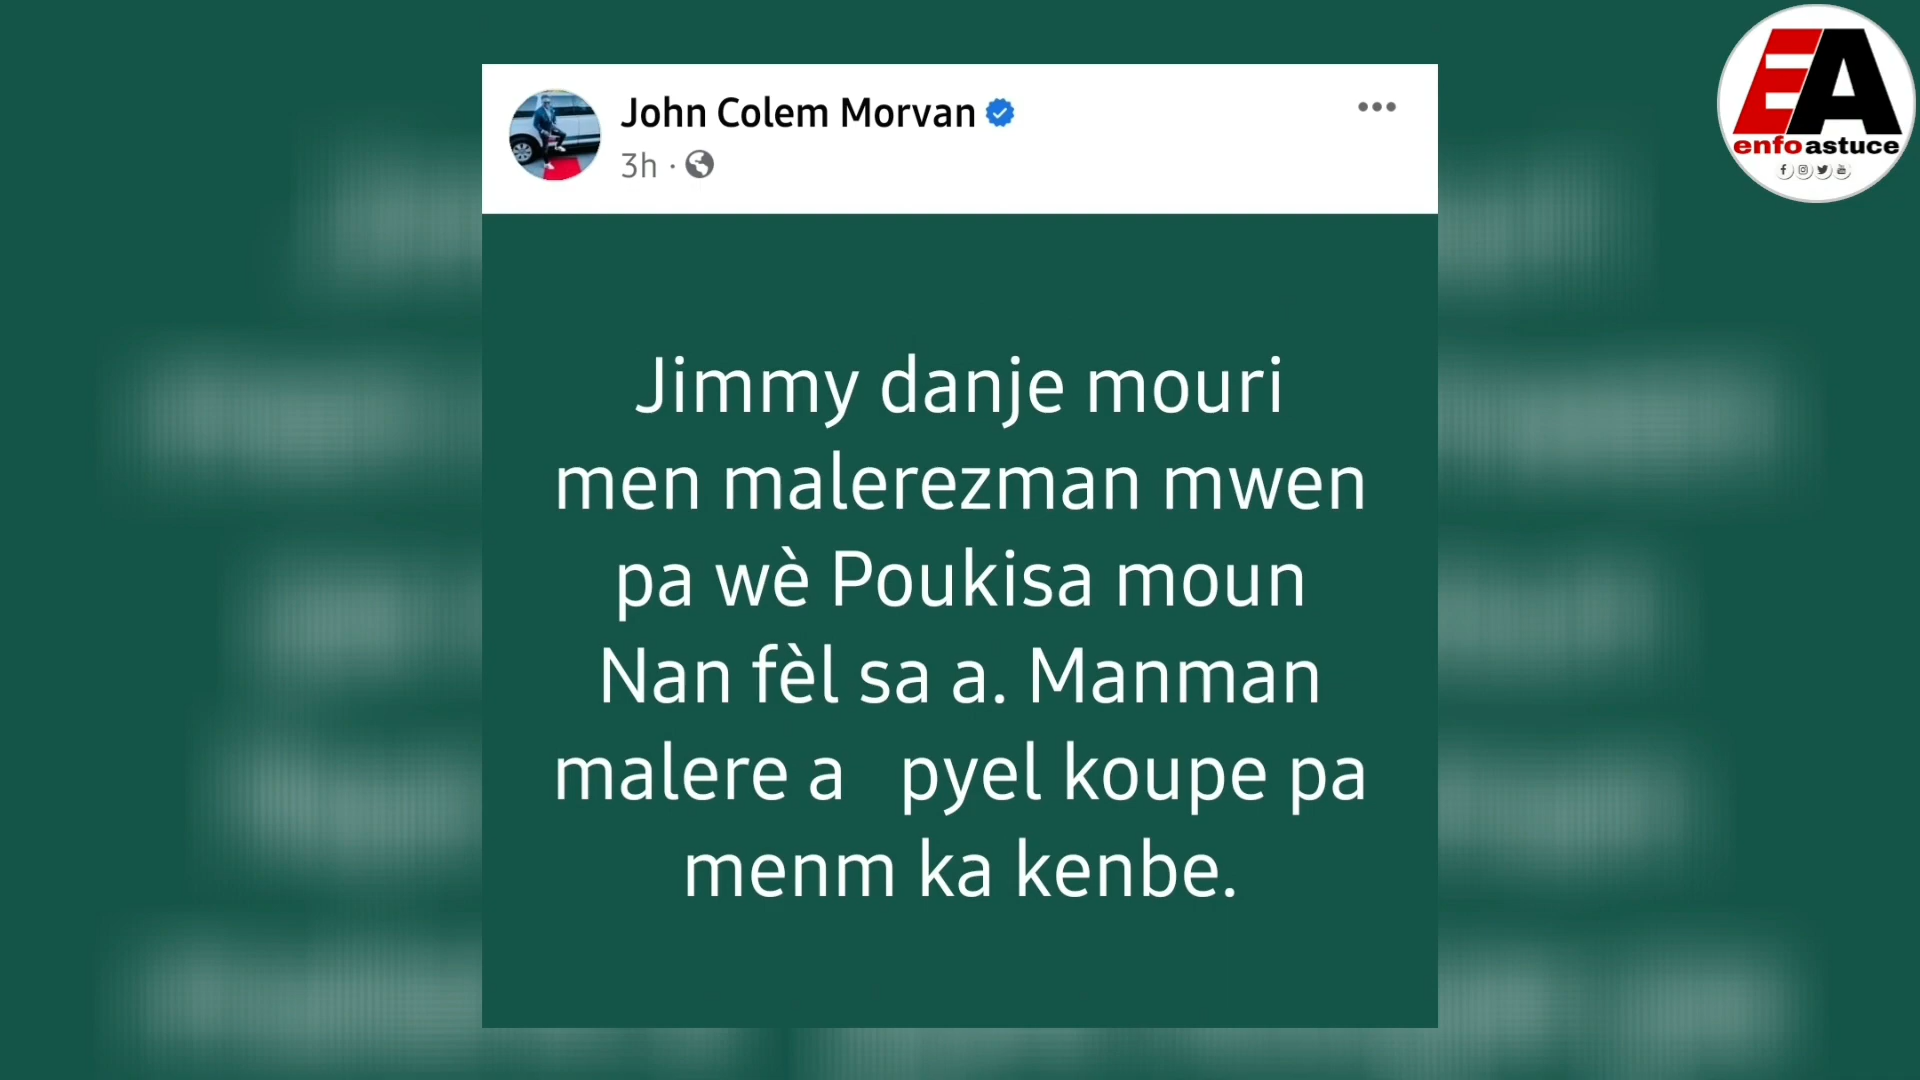 John Colem Morvan
3h ·
Jimmy danje mouri
men malerezman mwen
pa wè Poukisa moun
Nan fèl sa a. Manman
malere a pyel koupe pa
menm ka kenbe.
EA
enfoastuce